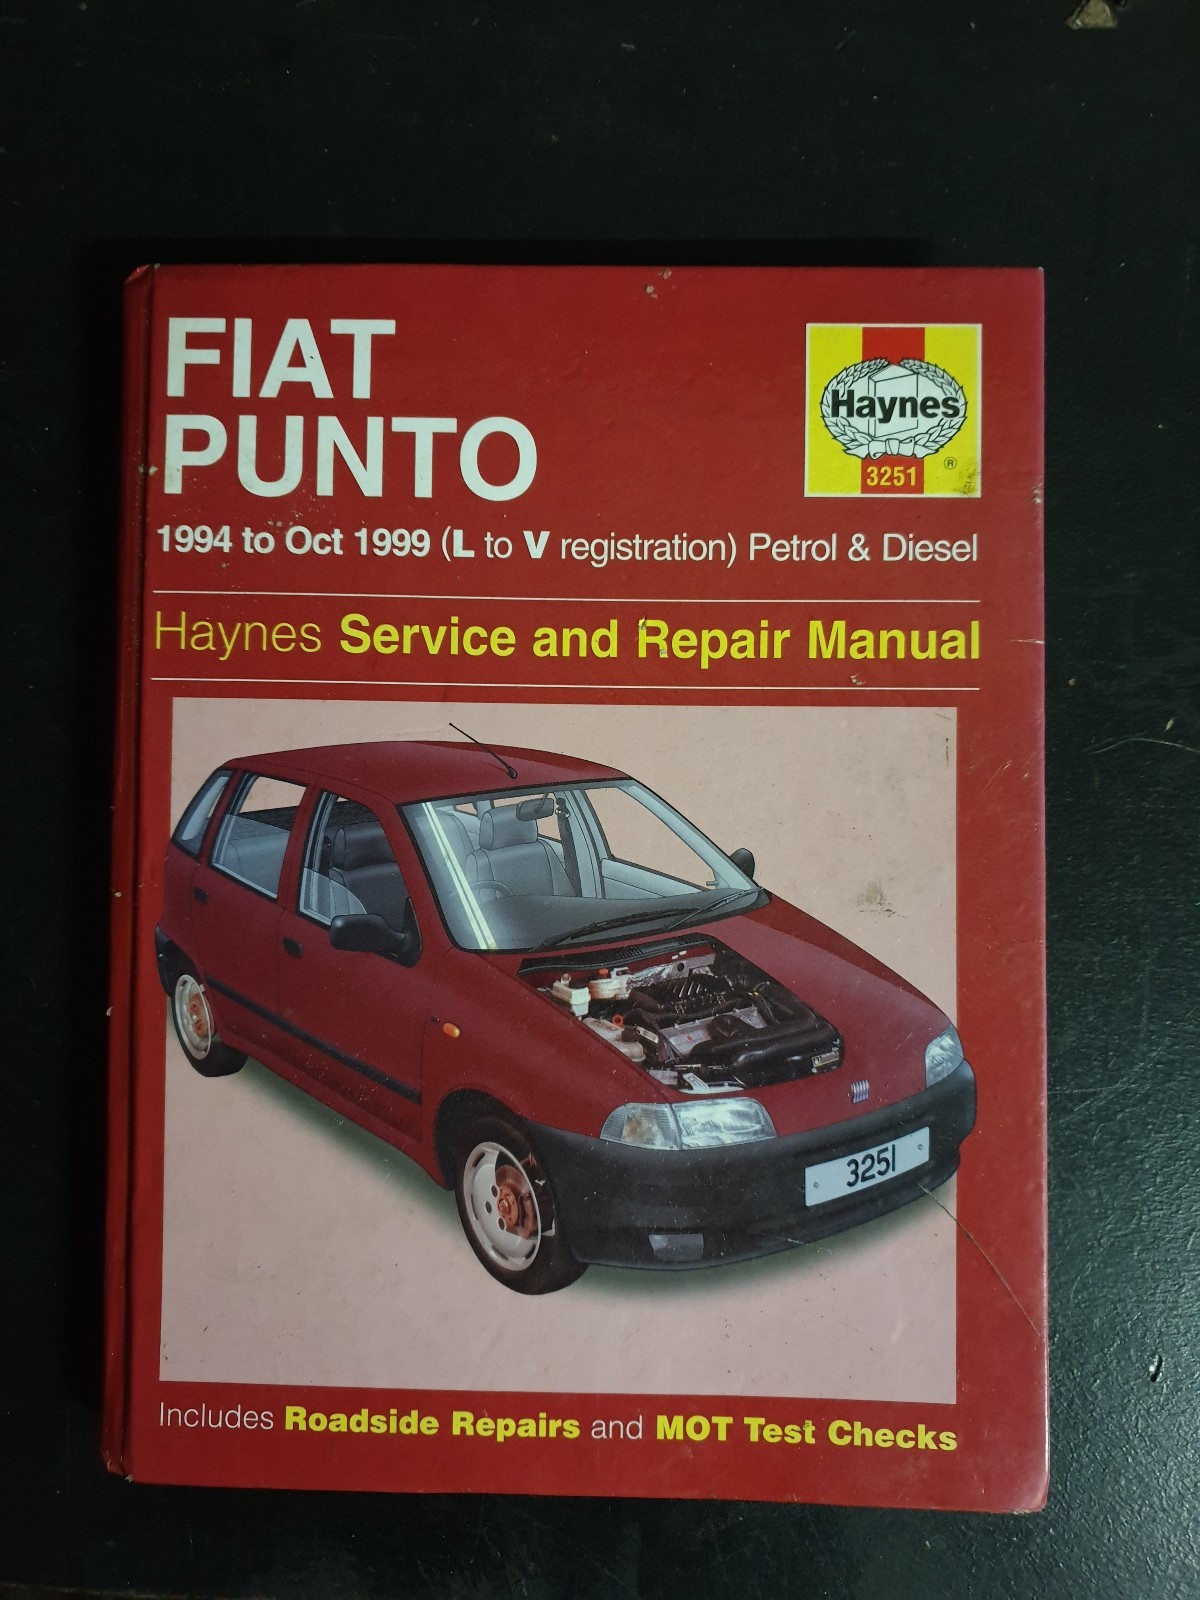 FIAT
PUNTO
Haynes
®
3251
1994 to Oct 1999 (L to V registration) Petrol & Diesel
Haynes Service and Repair Manual
3251
Includes Roadside Repairs and MOT Test Checks